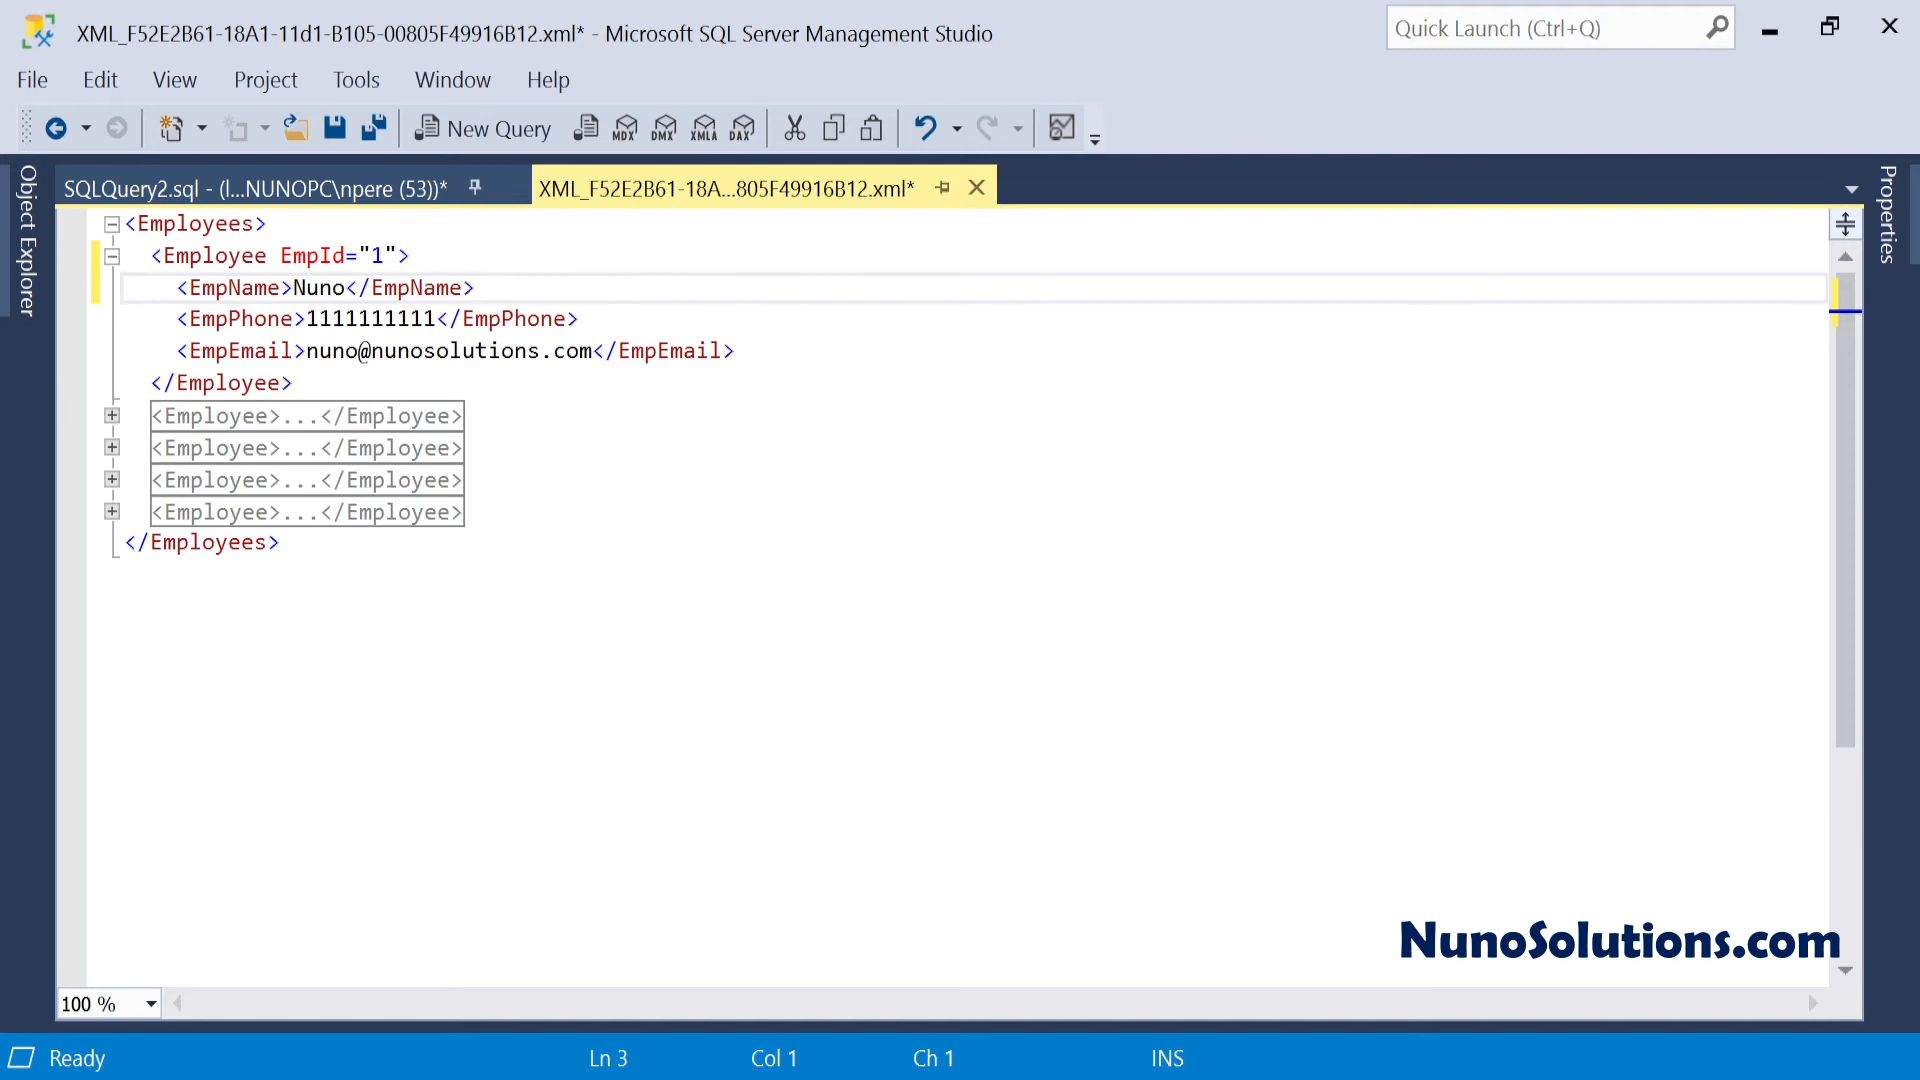 XML_F52E2B61-18A1-11d1-B105-00805F49916B12.xml* - Microsoft SQL Server Management Studio
Quick Launch (Ctrl+Q)
File Edit View Project Tools Window Help
New Query MDX DMX XMLA DAX
Object Explorer
SQLQuery2.sql - (l...NUNOPC\npere (53))*
XML_F52E2B61-18A...805F49916B12.xml*
Properties
<Employees>
<Employee EmpId="1">
<EmpName>Nuno</EmpName>
<EmpPhone>1111111111</EmpPhone>
<EmpEmail>nuno@nunosolutions.com</EmpEmail>
</Employee>
<Employee>...</Employee>
<Employee>...</Employee>
<Employee>...</Employee>
<Employee>...</Employee>
</Employees>
NunoSolutions.com
100 %
Ready Ln 3 Col 1 Ch 1 INS